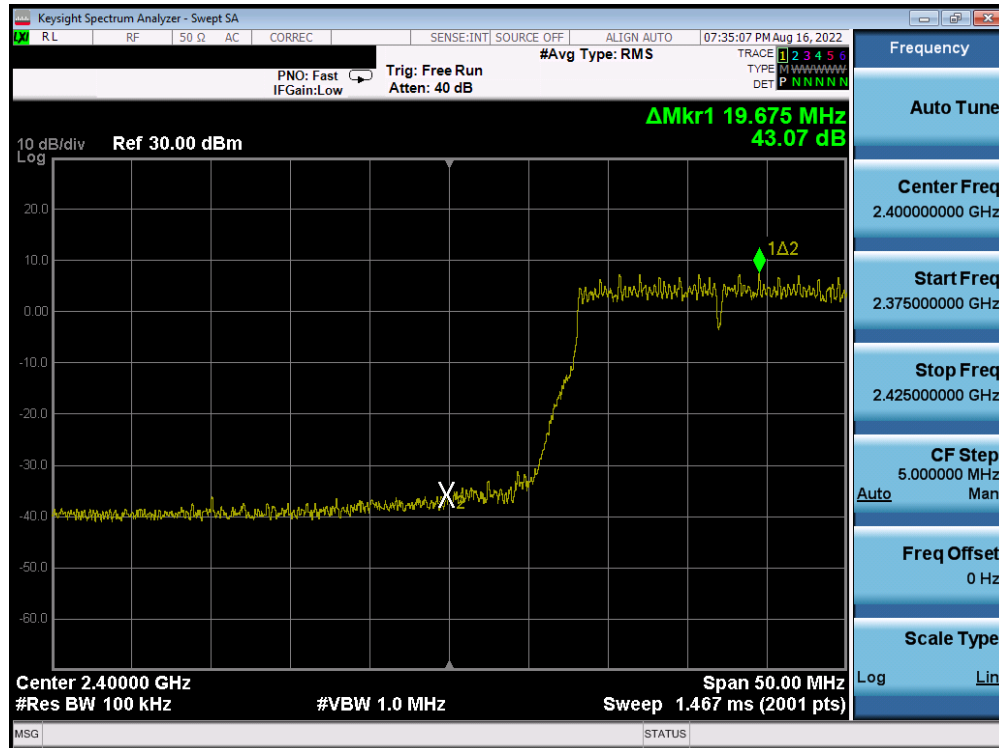 Keysight Spectrum Analyzer - Swept SA
LXI RL RF 50 Ω AC CORREC SENSE:INT SOURCE OFF ALIGN AUTO 07:35:07 PM Aug 16, 2022
#Avg Type: RMS
TRACE 1 2 3 4 5 6
TYPE M WWWWW
DET P N N N N N
PNO: Fast
IFGain:Low
Trig: Free Run
Atten: 40 dB
ΔMkr1 19.675 MHz
43.07 dB
10 dB/div Ref 30.00 dBm
Log
20.0
10.0
0.00
-10.0
-20.0
-30.0
-40.0
-50.0
-60.0
1Δ2
X2
Center 2.40000 GHz
Span 50.00 MHz
#Res BW 100 kHz
#VBW 1.0 MHz
Sweep 1.467 ms (2001 pts)
MSG
STATUS
Frequency
Auto Tune
Center Freq
2.400000000 GHz
Start Freq
2.375000000 GHz
Stop Freq
2.425000000 GHz
CF Step
5.000000 MHz
Auto Man
Freq Offset
0 Hz
Scale Type
Log Lin